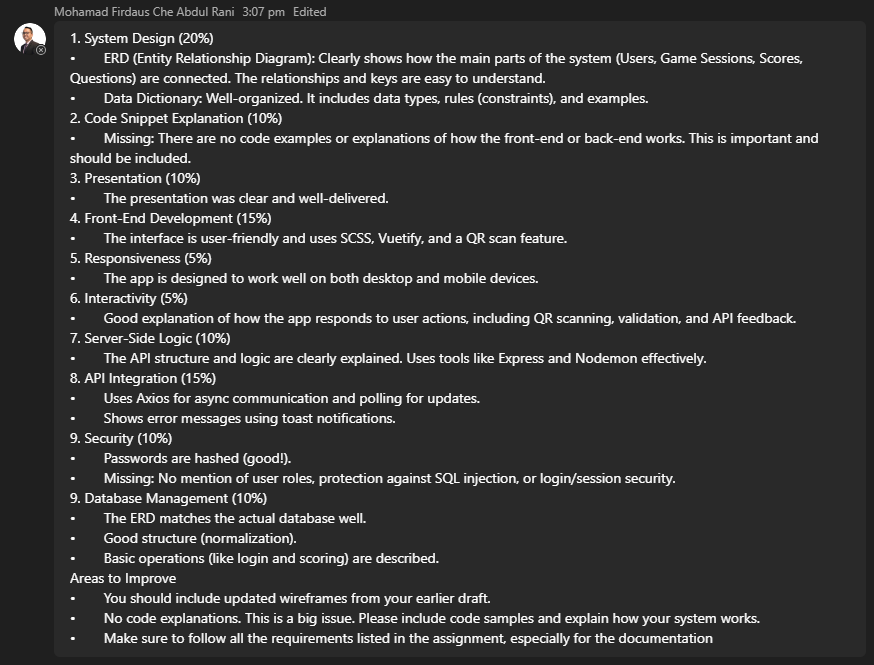 Mohamad Firdaus Che Abdul Rani 3:07 pm Edited
1. System Design (20%)
• ERD (Entity Relationship Diagram): Clearly shows how the main parts of the system (Users, Game Sessions, Scores,
Questions) are connected. The relationships and keys are easy to understand.
• Data Dictionary: Well-organized. It includes data types, rules (constraints), and examples.
2. Code Snippet Explanation (10%)
• Missing: There are no code examples or explanations of how the front-end or back-end works. This is important and
should be included.
3. Presentation (10%)
• The presentation was clear and well-delivered.
4. Front-End Development (15%)
• The interface is user-friendly and uses SCSS, Vuetify, and a QR scan feature.
5. Responsiveness (5%)
• The app is designed to work well on both desktop and mobile devices.
6. Interactivity (5%)
• Good explanation of how the app responds to user actions, including QR scanning, validation, and API feedback.
7. Server-Side Logic (10%)
• The API structure and logic are clearly explained. Uses tools like Express and Nodemon effectively.
8. API Integration (15%)
• Uses Axios for async communication and polling for updates.
• Shows error messages using toast notifications.
9. Security (10%)
• Passwords are hashed (good!).
• Missing: No mention of user roles, protection against SQL injection, or login/session security.
9. Database Management (10%)
• The ERD matches the actual database well.
• Good structure (normalization).
• Basic operations (like login and scoring) are described.
Areas to Improve
• You should include updated wireframes from your earlier draft.
• No code explanations. This is a big issue. Please include code samples and explain how your system works.
• Make sure to follow all the requirements listed in the assignment, especially for the documentation